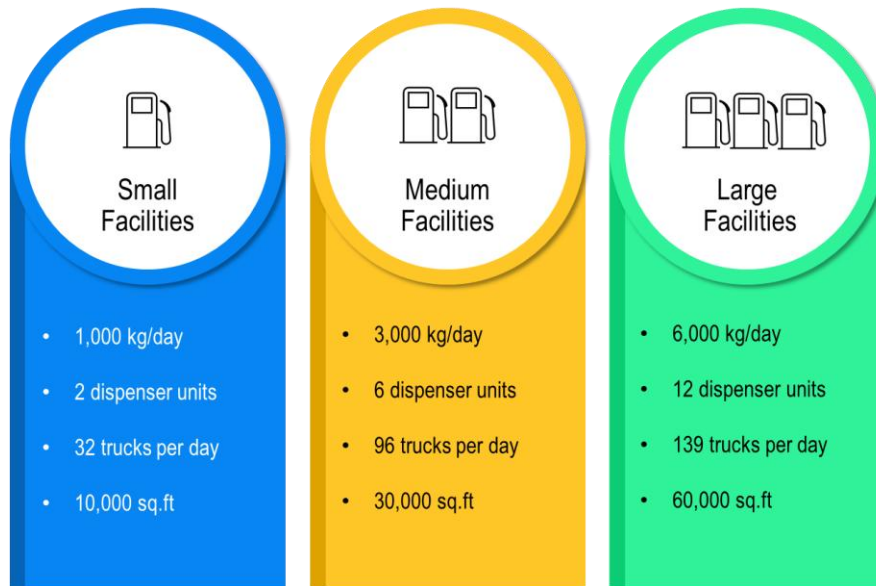 Small
Facilities
• 1,000 kg/day
• 2 dispenser units
• 32 trucks per day
• 10,000 sq.ft
Medium
Facilities
• 3,000 kg/day
• 6 dispenser units
• 96 trucks per day
• 30,000 sq.ft
Large
Facilities
• 6,000 kg/day
• 12 dispenser units
• 139 trucks per day
• 60,000 sq.ft